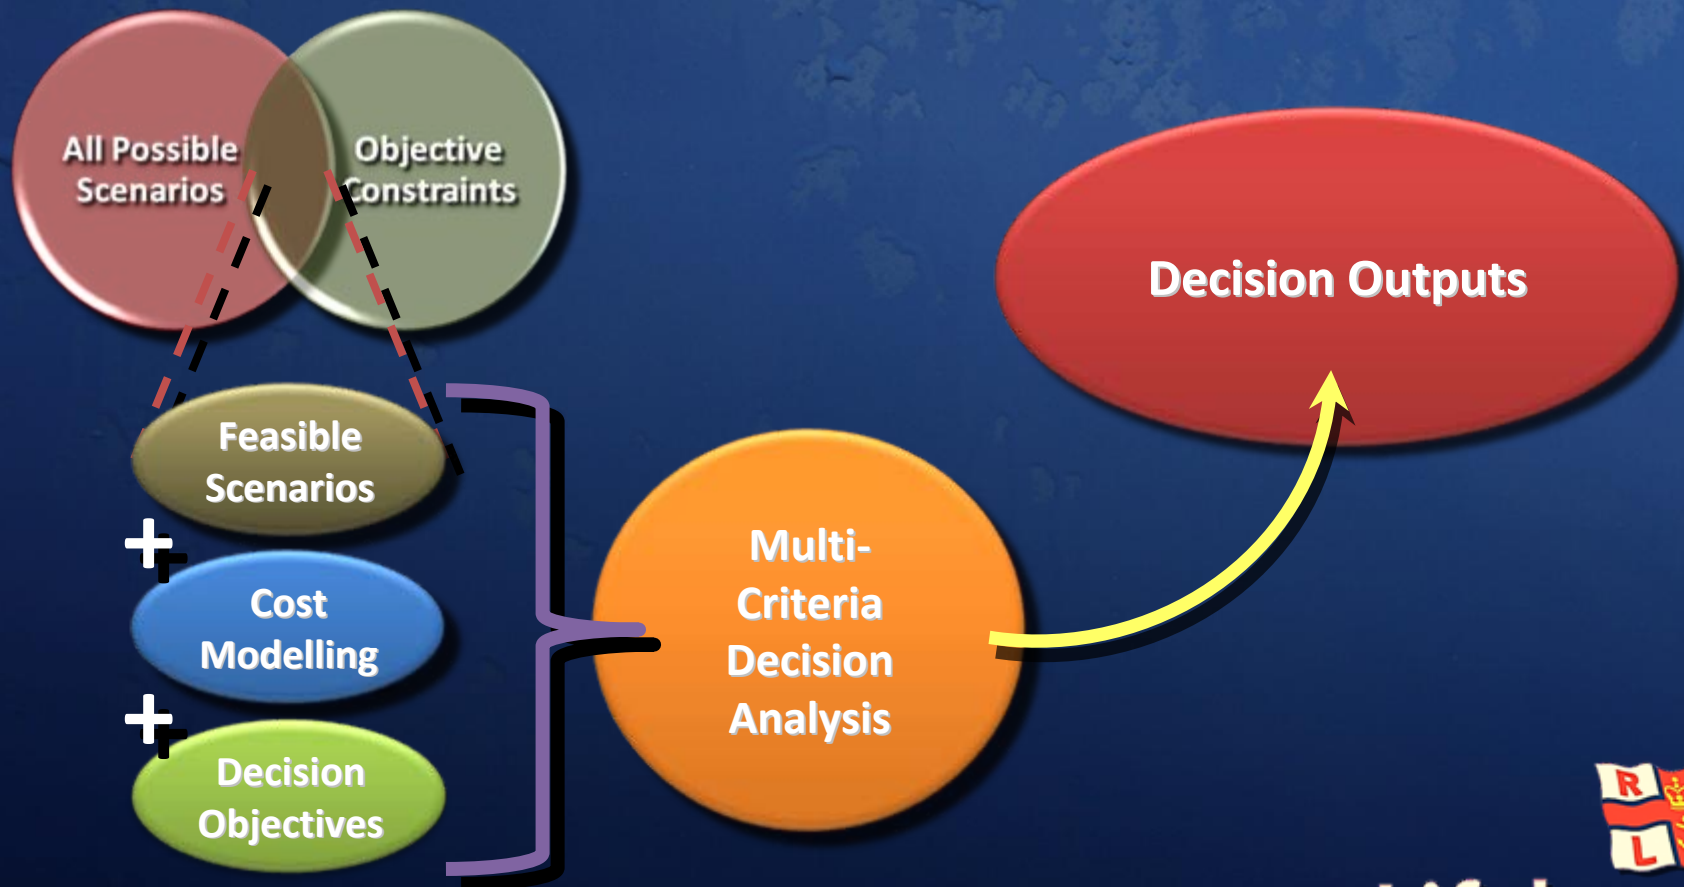 All Possible
Scenarios
Objective
Constraints
Decision Outputs
Feasible
Scenarios
+
Cost
Modelling
+
Decision
Objectives
Multi-
Criteria
Decision
Analysis
R
L